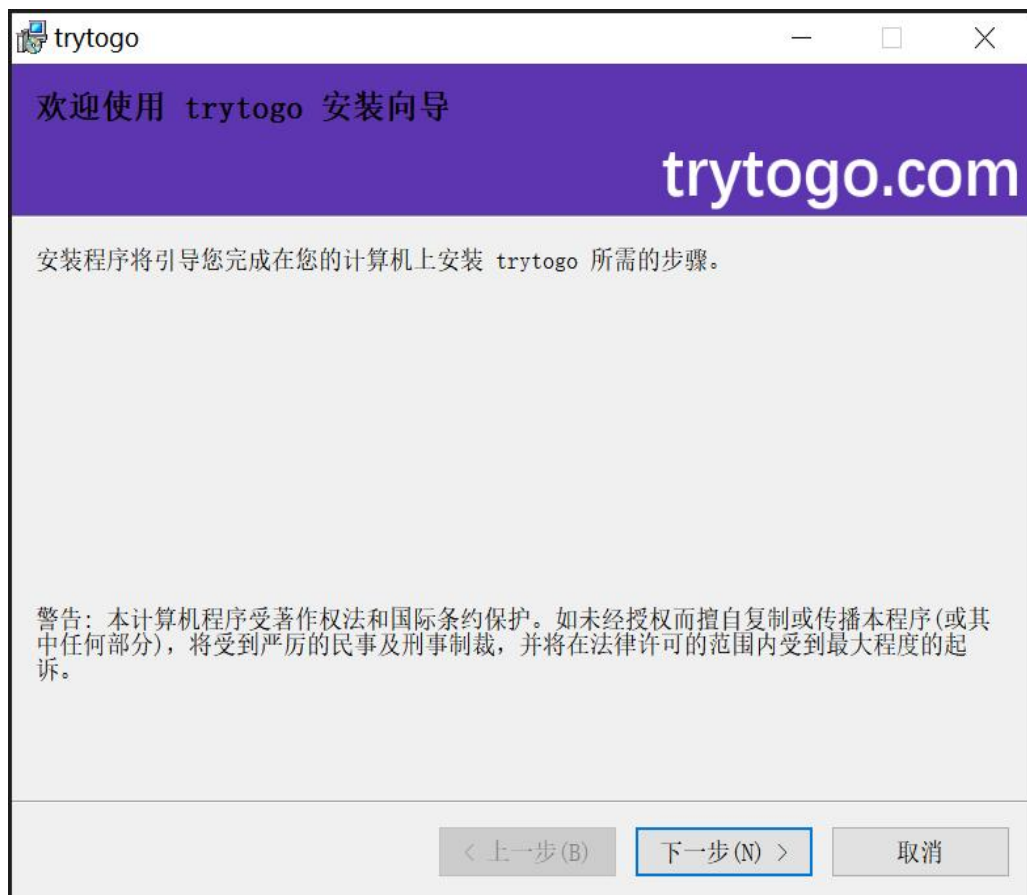 trytogo
欢迎使用 trytogo 安装向导
trytogo.com
安装程序将引导您完成在您的计算机上安装 trytogo 所需的步骤。
警告: 本计算机程序受著作权法和国际条约保护。如未经授权而擅自复制或传播本程序(或其
中任何部分)，将受到严厉的民事及刑事制裁，并将在法律许可的范围内受到最大程度的起
诉。
< 上一步(B)
下一步(N) >
取消